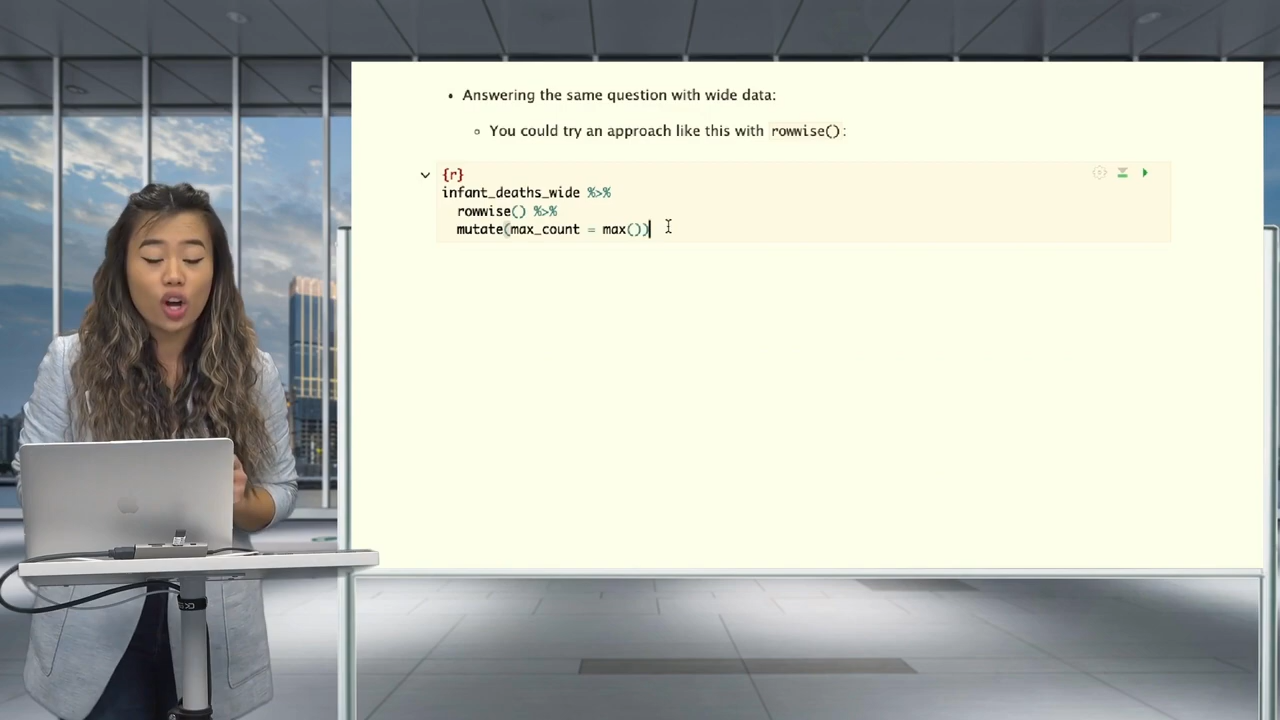 • Answering the same question with wide data:
◦ You could try an approach like this with rowwise():
{r}
infant_deaths_wide %>%
rowwise() %>%
mutate(max_count = max())